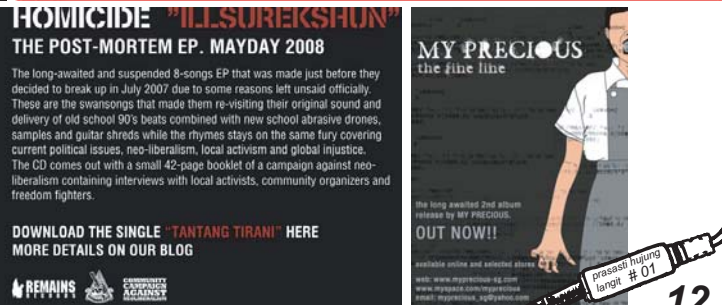 HOMICIDE "ILLSUREKSHUN"
THE POST-MORTEM EP. MAYDAY 2008
The long-awaited and suspended 8-songs EP that was made just before they
decided to break up in July 2007 due to some reasons left unsaid officially.
These are the swansongs that made them re-visiting their original sound and
delivery of old school 90's beats combined with new school abrasive drones,
samples and guitar shreds while the rhymes stays on the same fury covering
current political issues, neo-liberalism, local activism and global injustice.
The CD comes out with a small 42-page booklet of a campaign against neo-
liberalism containing interviews with local activists, community organizers and
freedom fighters.
DOWNLOAD THE SINGLE "TANTANG TIRANI" HERE
MORE DETAILS ON OUR BLOG
REMAINS
COMMUNITY
CAMPAIGN
AGAINST
MY PRECIOUS
the fine line
the long awaited 2nd album
release by MY PRECIOUS.
OUT NOW!!
available online and selected stores
web: www.myprecious-sg.com
www.myspace.com/myprecious
email: myprecious_sg@yahoo.com
prasasti hujung
langit # 01
12